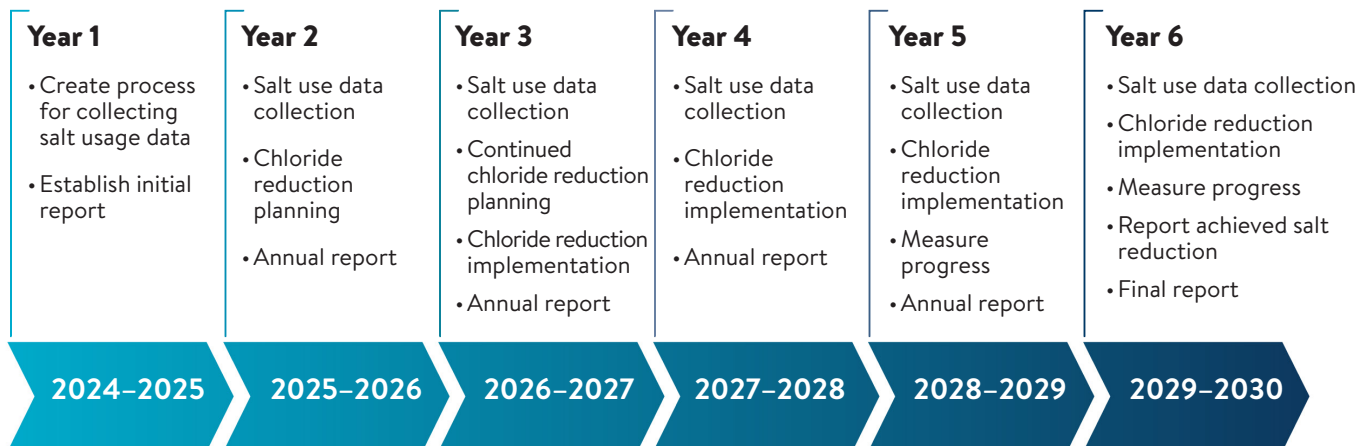 Year 1
• Create process
for collecting
salt usage data
• Establish initial
report
Year 2
• Salt use data
collection
• Chloride
reduction
planning
• Annual report
Year 3
• Salt use data
collection
• Continued
chloride reduction
planning
• Chloride reduction
implementation
• Annual report
Year 4
• Salt use data
collection
• Chloride
reduction
implementation
• Annual report
Year 5
• Salt use data
collection
• Chloride
reduction
implementation
• Measure
progress
• Annual report
Year 6
• Salt use data collection
• Chloride reduction
implementation
• Measure progress
• Report achieved salt
reduction
• Final report
2024–2025
2025–2026
2026–2027
2027–2028
2028–2029
2029–2030